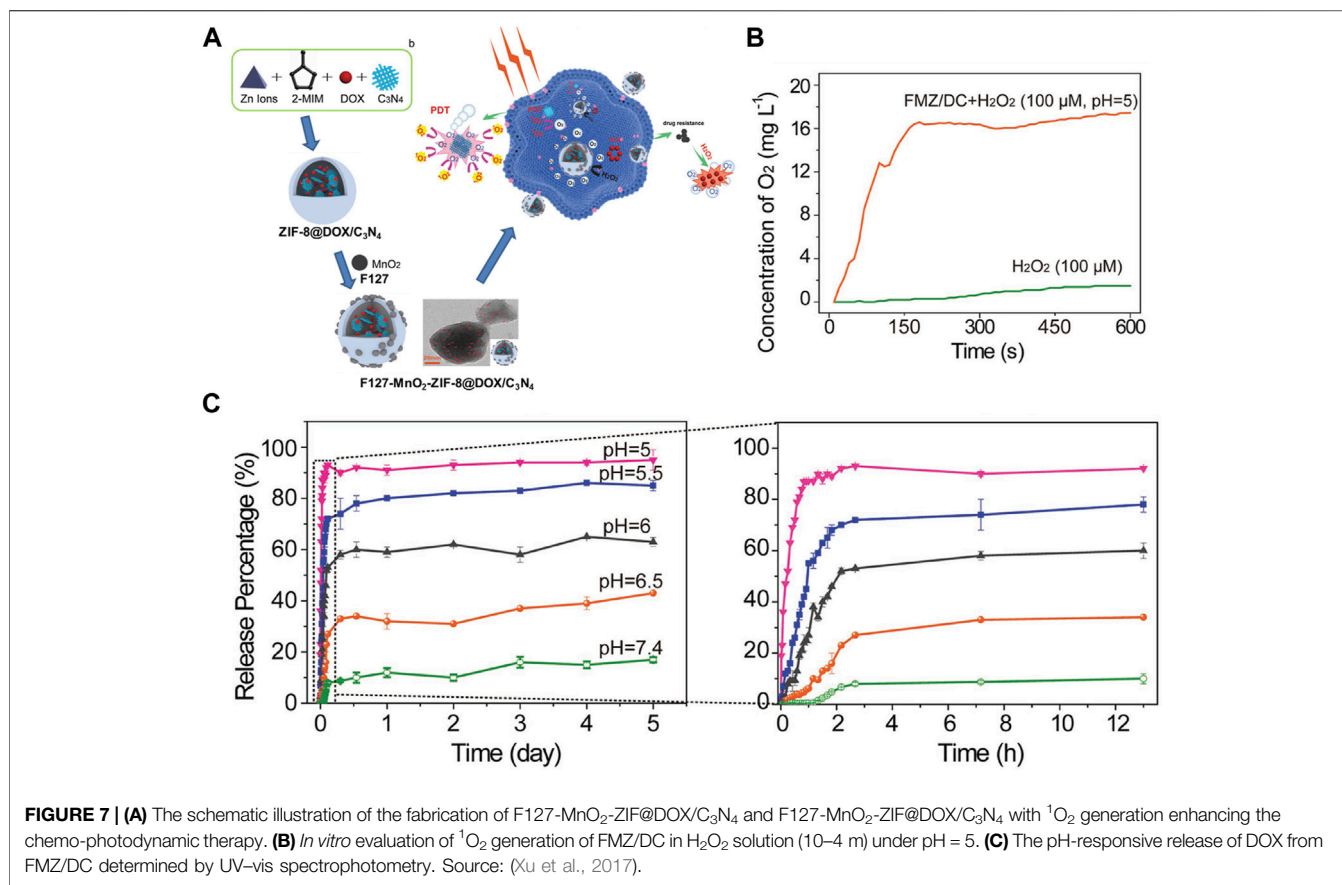 A
b
+ + +
Zn Ions 2-MIM DOX C₃N₄
ZIF-8@DOX/C₃N₄
MnO₂
F127
F127-MnO₂-ZIF-8@DOX/C₃N₄
PDT
drug resistance
H₂O₂
H₂O₂
O₂
B
Concentration of O₂ (mg L⁻¹)
20
16
12
8
4
0
FMZ/DC+H₂O₂ (100 μM, pH=5)
H₂O₂ (100 μM)
0 150 300 450 600
Time (s)
C
Release Percentage (%)
100
80
60
40
20
0
pH=5
pH=5.5
pH=6
pH=6.5
pH=7.4
0 1 2 3 4 5
Time (day)
100
80
60
40
20
0
0 2 4 6 8 10 12
Time (h)
FIGURE 7 | (A) The schematic illustration of the fabrication of F127-MnO₂-ZIF@DOX/C₃N₄ and F127-MnO₂-ZIF@DOX/C₃N₄ with ¹O₂ generation enhancing the
chemo-photodynamic therapy. (B) In vitro evaluation of ¹O₂ generation of FMZ/DC in H₂O₂ solution (10–4 m) under pH = 5. (C) The pH-responsive release of DOX from
FMZ/DC determined by UV–vis spectrophotometry. Source: (Xu et al., 2017).